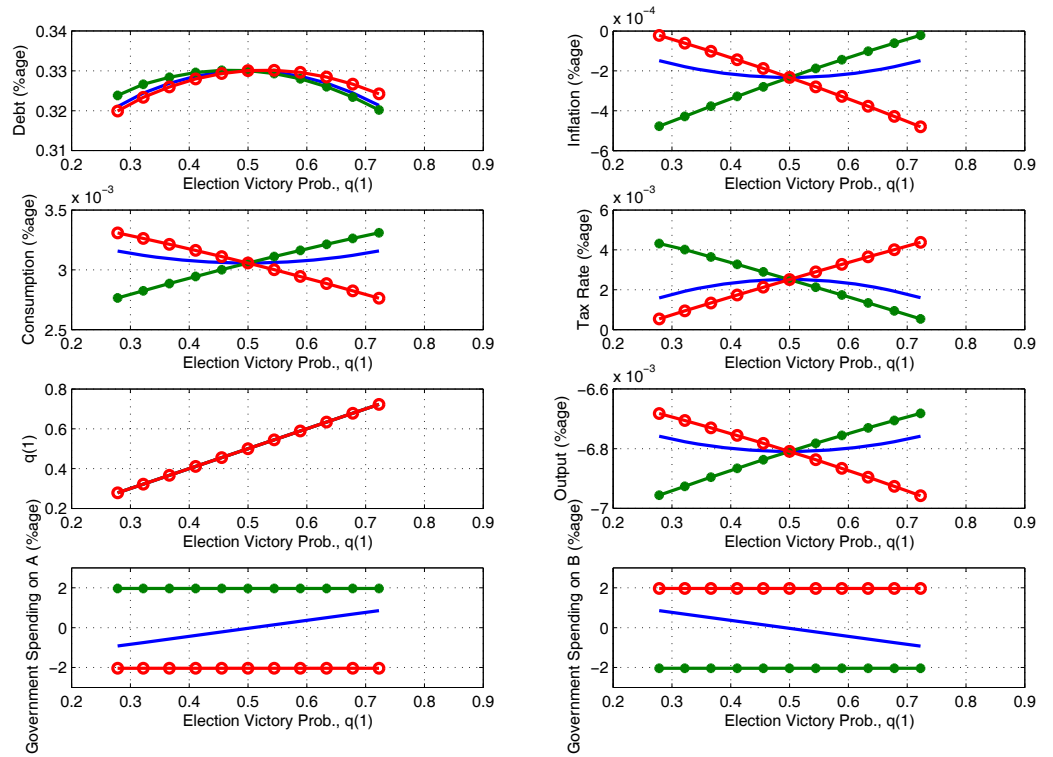 0.34
0.33
0.32
0.31
Debt (%age)
0.2 0.3 0.4 0.5 0.6 0.7 0.8 0.9
Election Victory Prob., q(1)
x 10−4
0
−2
−4
−6
Inflation (%age)
0.2 0.3 0.4 0.5 0.6 0.7 0.8 0.9
Election Victory Prob., q(1)
x 10−3
3.5
3
2.5
Consumption (%age)
0.2 0.3 0.4 0.5 0.6 0.7 0.8 0.9
Election Victory Prob., q(1)
x 10−3
6
4
2
0
Tax Rate (%age)
0.2 0.3 0.4 0.5 0.6 0.7 0.8 0.9
Election Victory Prob., q(1)
0.8
0.6
0.4
0.2
q(1)
0.2 0.3 0.4 0.5 0.6 0.7 0.8 0.9
Election Victory Prob., q(1)
x 10−3
−6.6
−6.8
−7
Output (%age)
0.2 0.3 0.4 0.5 0.6 0.7 0.8 0.9
Election Victory Prob., q(1)
2
0
−2
Government Spending on A (%age)
0.2 0.3 0.4 0.5 0.6 0.7 0.8 0.9
Election Victory Prob., q(1)
2
0
−2
Government Spending on B (%age)
0.2 0.3 0.4 0.5 0.6 0.7 0.8 0.9
Election Victory Prob., q(1)